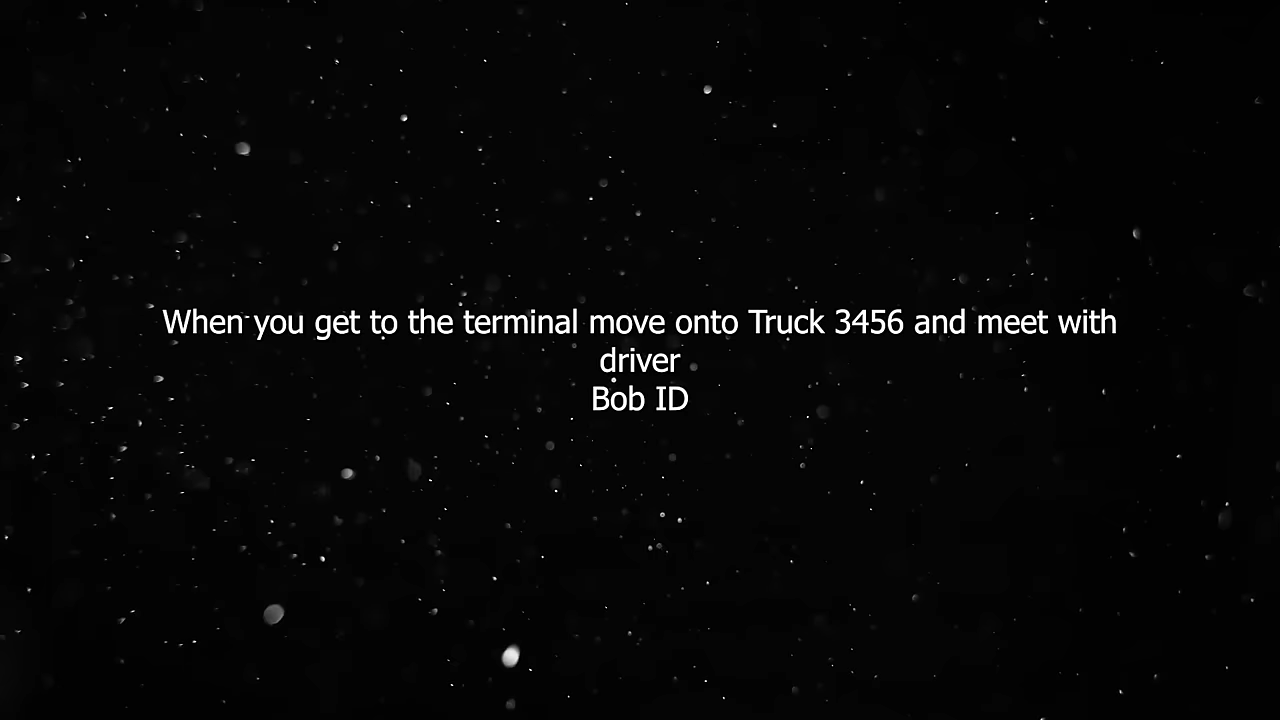 When you get to the terminal move onto Truck 3456 and meet with
driver
Bob ID